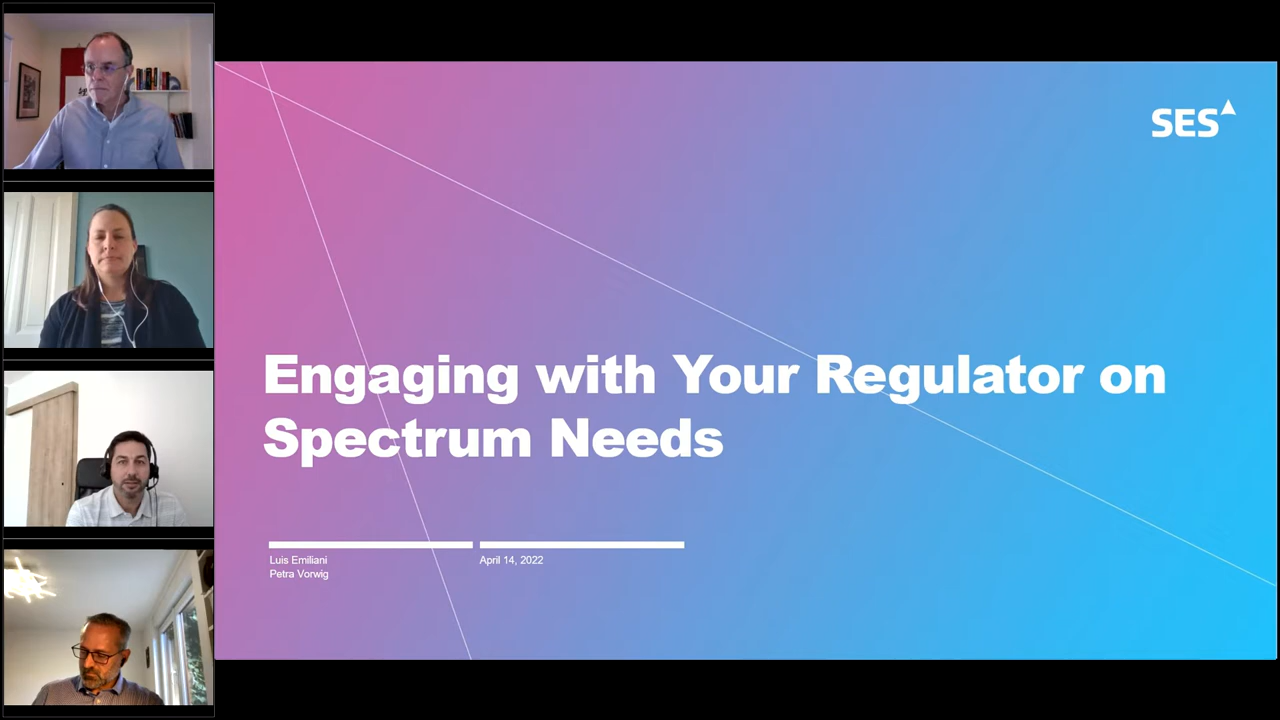 SES
Engaging with Your Regulator on
Spectrum Needs
Luis Emiliani
Petra Vorwig
April 14, 2022